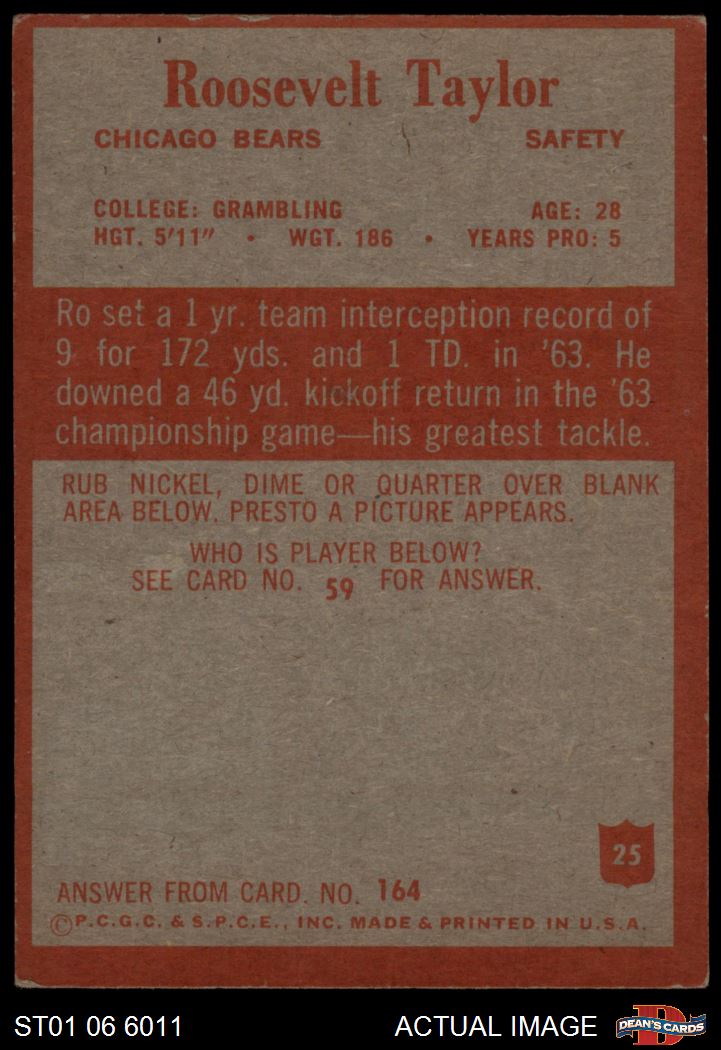 Roosevelt Taylor
CHICAGO BEARS SAFETY
COLLEGE: GRAMBLING AGE: 28
HGT. 5'11" • WGT. 186 • YEARS PRO: 5
Ro set a 1 yr. team interception record of
9 for 172 yds. and 1 TD. in '63. He
downed a 46 yd. kickoff return in the '63
championship game—his greatest tackle.
RUB NICKEL, DIME OR QUARTER OVER BLANK
AREA BELOW. PRESTO A PICTURE APPEARS.
WHO IS PLAYER BELOW?
SEE CARD NO. 59 FOR ANSWER.
25
ANSWER FROM CARD. NO. 164
©P.C.G.C. & S.P.C.E., INC. MADE & PRINTED IN U.S.A.
ST01 06 6011 ACTUAL IMAGE D DEAN'S CARDS